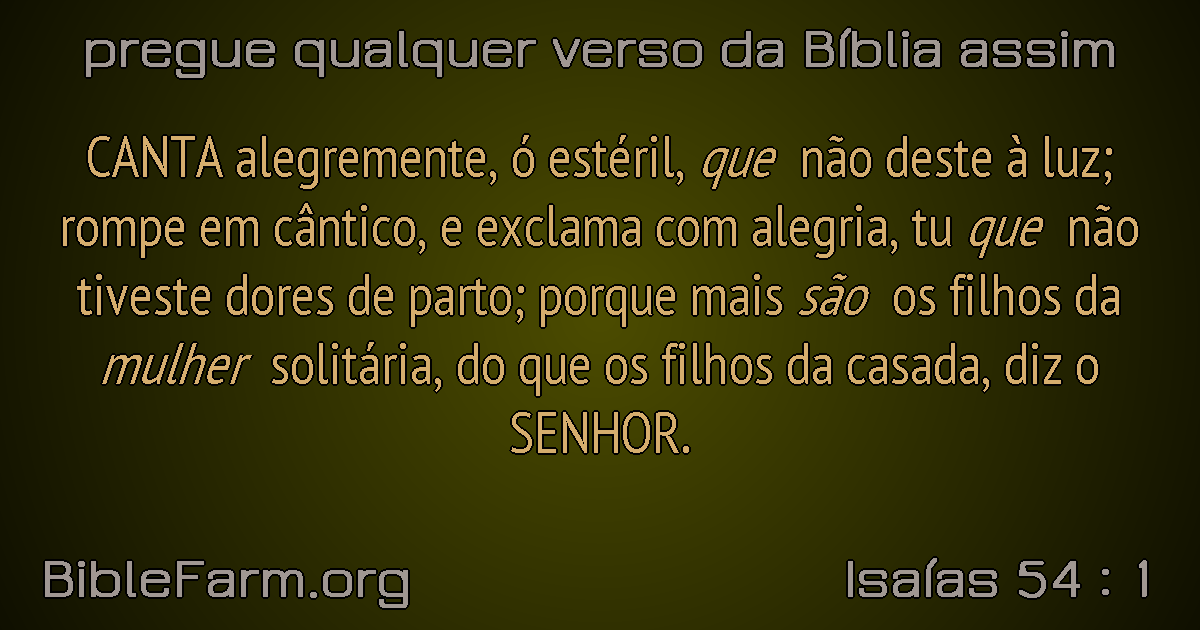 pregue qualquer verso da Bíblia assim
CANTA alegremente, ó estéril, que não deste à luz;
rompe em cântico, e exclama com alegria, tu que não
tiveste dores de parto; porque mais são os filhos da
mulher solitária, do que os filhos da casada, diz o
SENHOR.
BibleFarm.org
Isaías 54 : 1